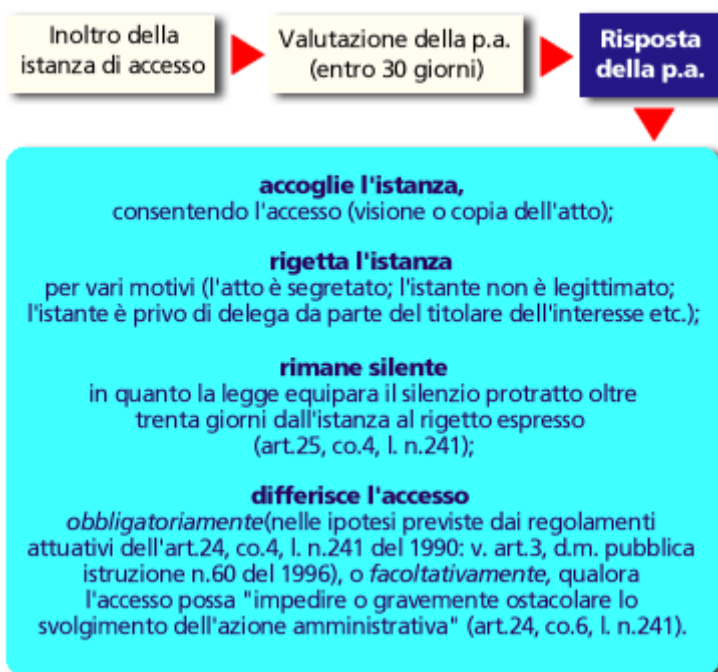 Inoltro della
istanza di accesso
Valutazione della p.a.
(entro 30 giorni)
Risposta
della p.a.
accoglie l'istanza,
consentendo l'accesso (visione o copia dell'atto);
rigetta l'istanza
per vari motivi (l'atto è segretato; l'istante non è legittimato;
l'istante è privo di delega da parte del titolare dell'interesse etc.);
rimane silente
in quanto la legge equipara il silenzio protratto oltre
trenta giorni dall'istanza al rigetto espresso
(art.25, co.4, l. n.241);
differisce l'accesso
obbligatoriamente(nelle ipotesi previste dai regolamenti
attuativi dell'art.24, co.4, l. n.241 del 1990: v. art.3, d.m. pubblica
istruzione n.60 del 1996), o facoltativamente, qualora
l'accesso possa "impedire o gravemente ostacolare lo
svolgimento dell'azione amministrativa" (art.24, co.6, l. n.241).